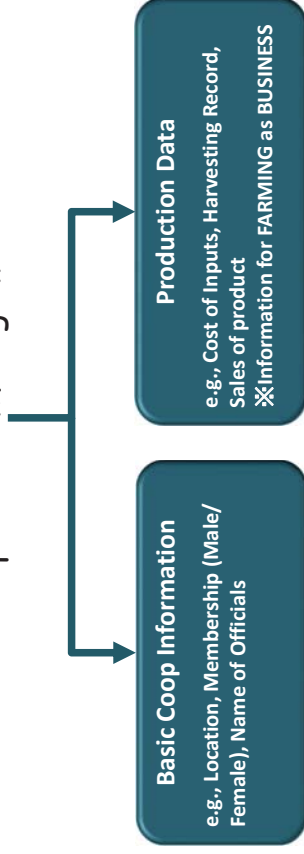 Basic Coop Information
e.g., Location, Membership (Male/
Female), Name of Officials
Production Data
e.g., Cost of Inputs, Harvesting Record,
Sales of product
※Information for FARMING as BUSINESS